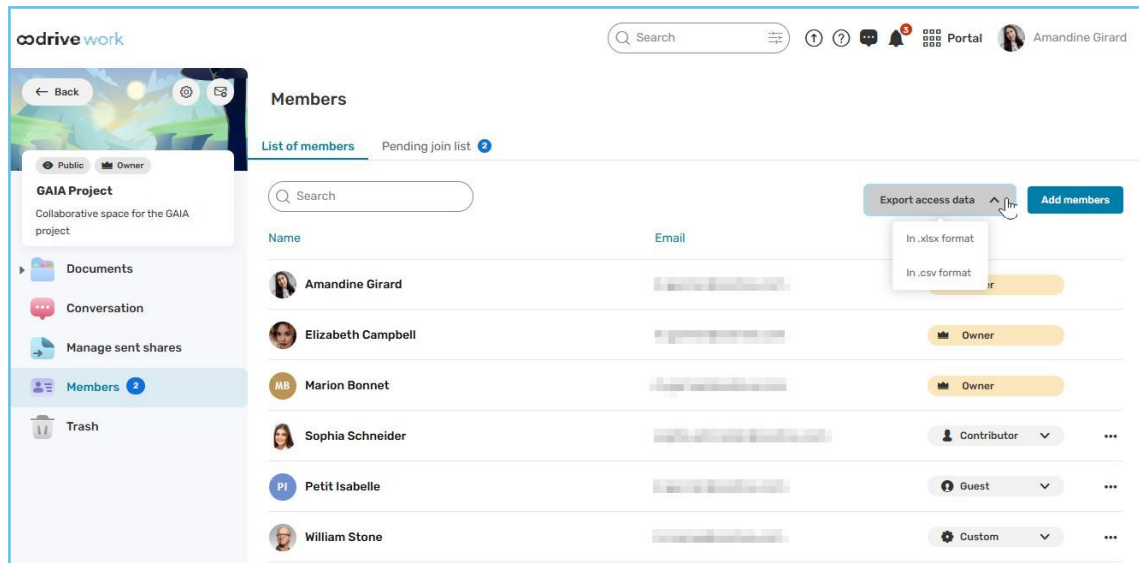 oodrive work
Search
3
Portal
Amandine Girard
Back
Public
Owner
GAIA Project
Collaborative space for the GAIA
project
Documents
Conversation
Manage sent shares
Members 2
Trash
Members
List of members
Pending join list 2
Search
Export access data
Add members
In .xlsx format
In .csv format
Name
Email
Amandine Girard
Elizabeth Campbell
Owner
MB
Marion Bonnet
Owner
Sophia Schneider
Contributor
PI
Petit Isabelle
Guest
William Stone
Custom